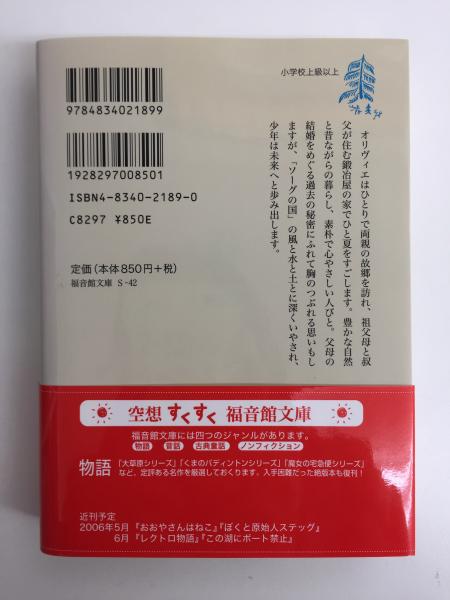 小学校上級以上
オリヴィエはひとりで両親の故郷を訪れ、祖父母と叔
父が住む鍛冶屋の家でひと夏をすごします。豊かな自然
と昔ながらの暮らし、素朴で心やさしい人びと。父母の
結婚をめぐる過去の秘密にふれて胸のつぶれる思いもし
ますが、「ソーグの国」の風と水と土とに深くいやされ、
少年は未来へと歩み出します。
9784834021899
1928297008501
ISBN4-8340-2189-0
C8297 ¥850E
定価(本体850円+税)
福音館文庫 S-42
空想 すくすく 福音館文庫
福音館文庫には四つのジャンルがあります。
物語 昔話 古典童話 ノンフィクション
物語
「大草原シリーズ」「くまのパディントンシリーズ」「魔女の宅急便シリーズ」
など、定評ある名作を厳選しております。入手困難だった絶版本も復刊!
近刊予定
2006年5月 『おおやさんはねこ』『ぼくと原始人ステッグ』
6月 『レクトロ物語』『この湖にボート禁止』